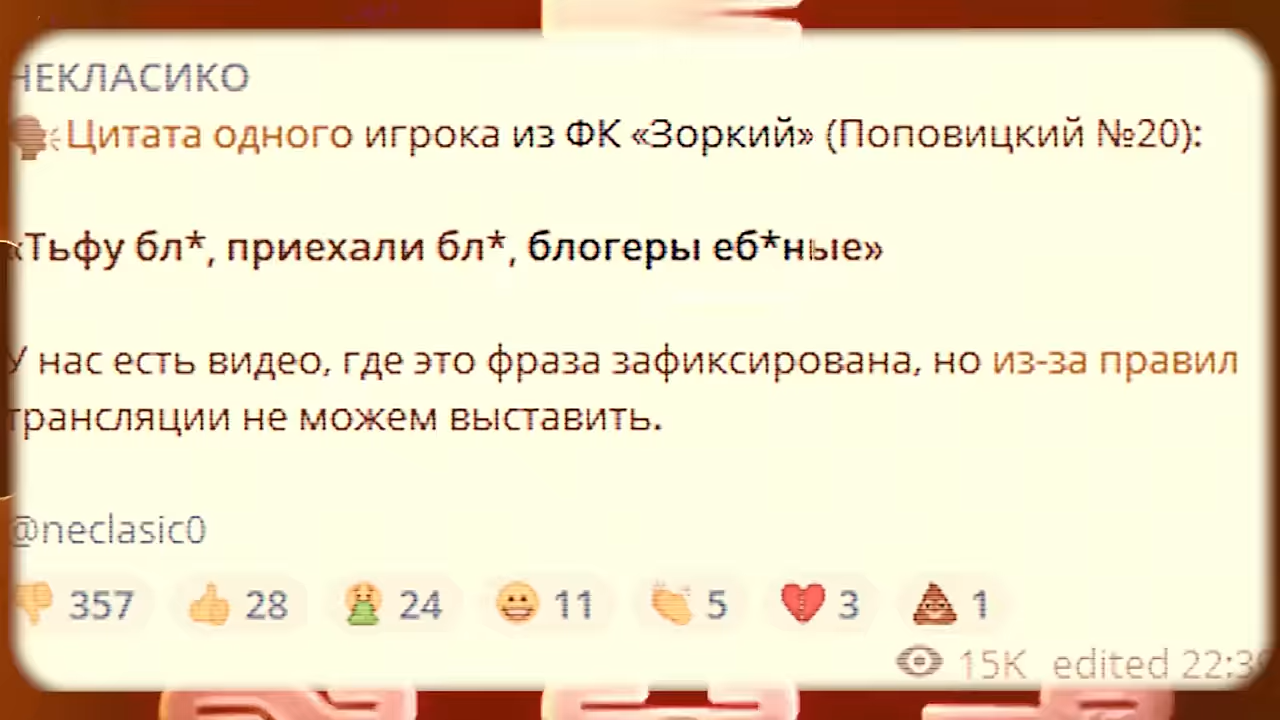 НЕКЛАСИКО
Цитата одного игрока из ФК «Зоркий» (Поповицкий №20):
«Тьфу бл*, приехали бл*, блогеры еб*ные»
У нас есть видео, где это фраза зафиксирована, но из-за правил
трансляции не можем выставить.
@neclasic0
357 28 24 11 5 3 1
15K edited 22:3